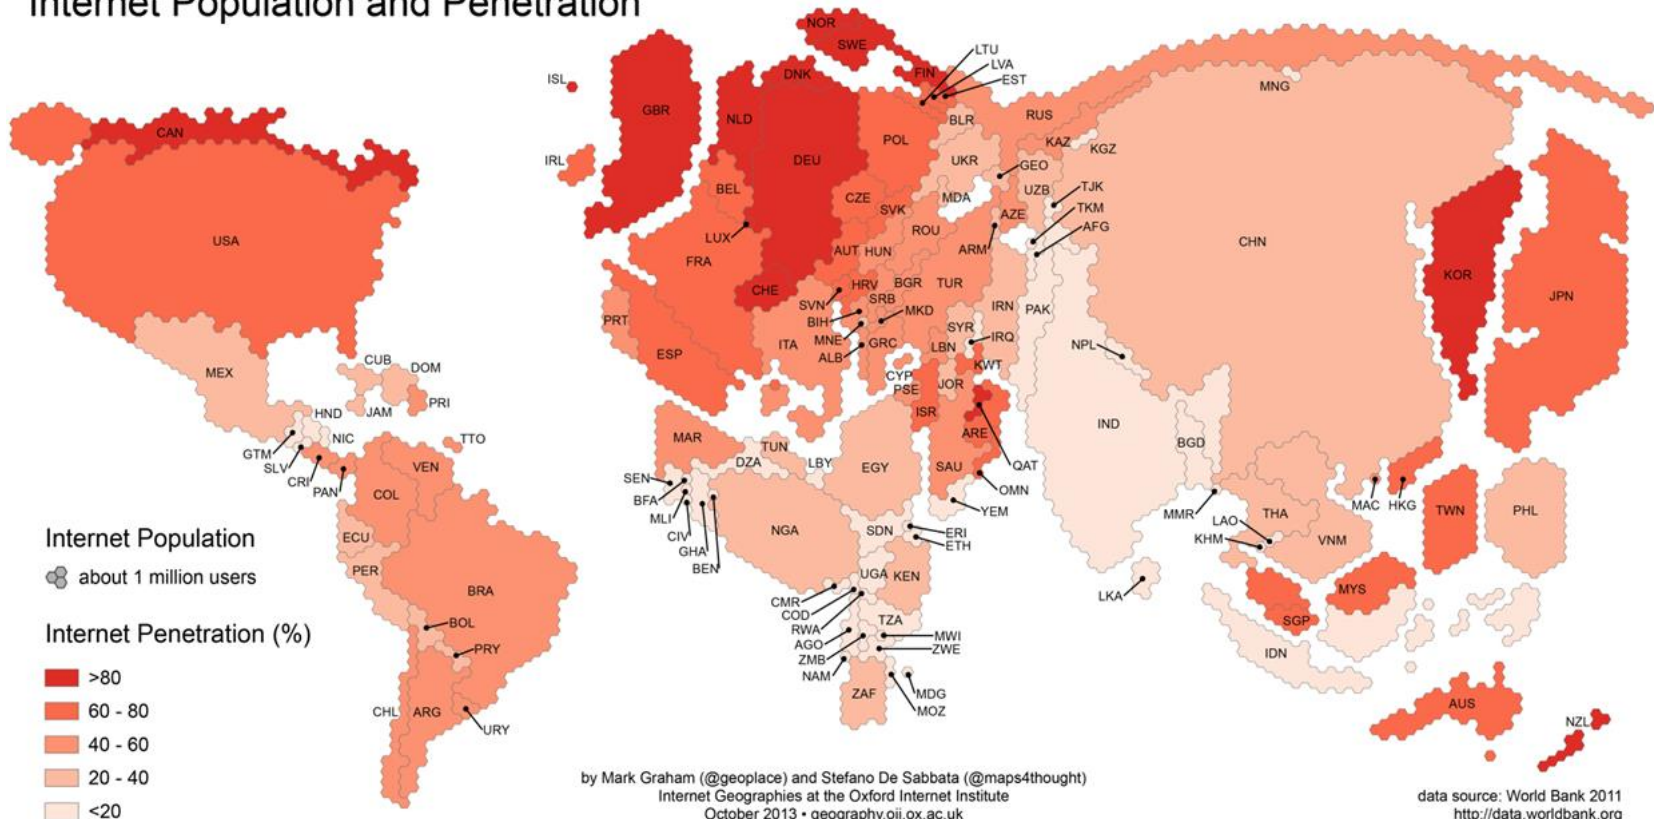 Internet Population and Penetration
NOR
SWE
LTU
LVA
EST
ISL
DNK
FIN
MNG
GBR
NLD
RUS
BLR
CAN
POL
KAZ
KGZ
IRL
DEU
UKR
GEO
BEL
UZB
TJK
CZE
MDA
TKM
SVK
AZE
AFG
LUX
ROU
ARM
USA
CHN
AUT
HUN
FRA
KOR
CHE
HRV
BGR
TUR
JPN
SVN
SRB
IRN
PAK
MKD
PRT
BIH
SYR
MNE
GRC
IRQ
ITA
LBN
NPL
ESP
ALB
CUB
DOM
KWT
MEX
CYP
PSE
JOR
PRI
HND
JAM
ISR
IND
NIC
TTO
MAR
ARE
BGD
GTM
TUN
SLV
DZA
LBY
EGY
SAU
QAT
VEN
CRI
SEN
OMN
PAN
COL
BFA
YEM
MAC
HKG
TWN
PHL
MLI
MMR
THA
LAO
CIV
NGA
SDN
ERI
KHM
VNM
Internet Population
ECU
GHA
ETH
about 1 million users
PER
BEN
UGA
KEN
BRA
CMR
LKA
MYS
COD
BOL
RWA
TZA
SGP
Internet Penetration (%)
AGO
MWI
PRY
ZMB
ZWE
IDN
>80
NAM
ZAF
MDG
60 - 80
CHL
ARG
MOZ
AUS
URY
NZL
40 - 60
20 - 40
<20
by Mark Graham (@geoplace) and Stefano De Sabbata (@maps4thought)
Internet Geographies at the Oxford Internet Institute
October 2013 • geography.oii.ox.ac.uk
data source: World Bank 2011
http://data.worldbank.org